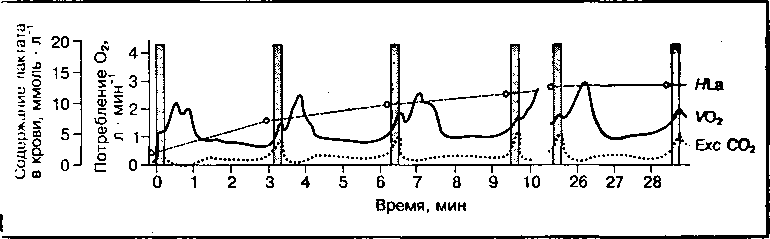 Содержание лактата
в крови, ммоль · л⁻¹
20
15
10
5
0
Потребление O₂,
л · мин⁻¹
4
3
2
1
0
HLa
VO₂
Exc CO₂
0 1 2 3 4 5 6 7 8 9 10 26 27 28
Время, мин